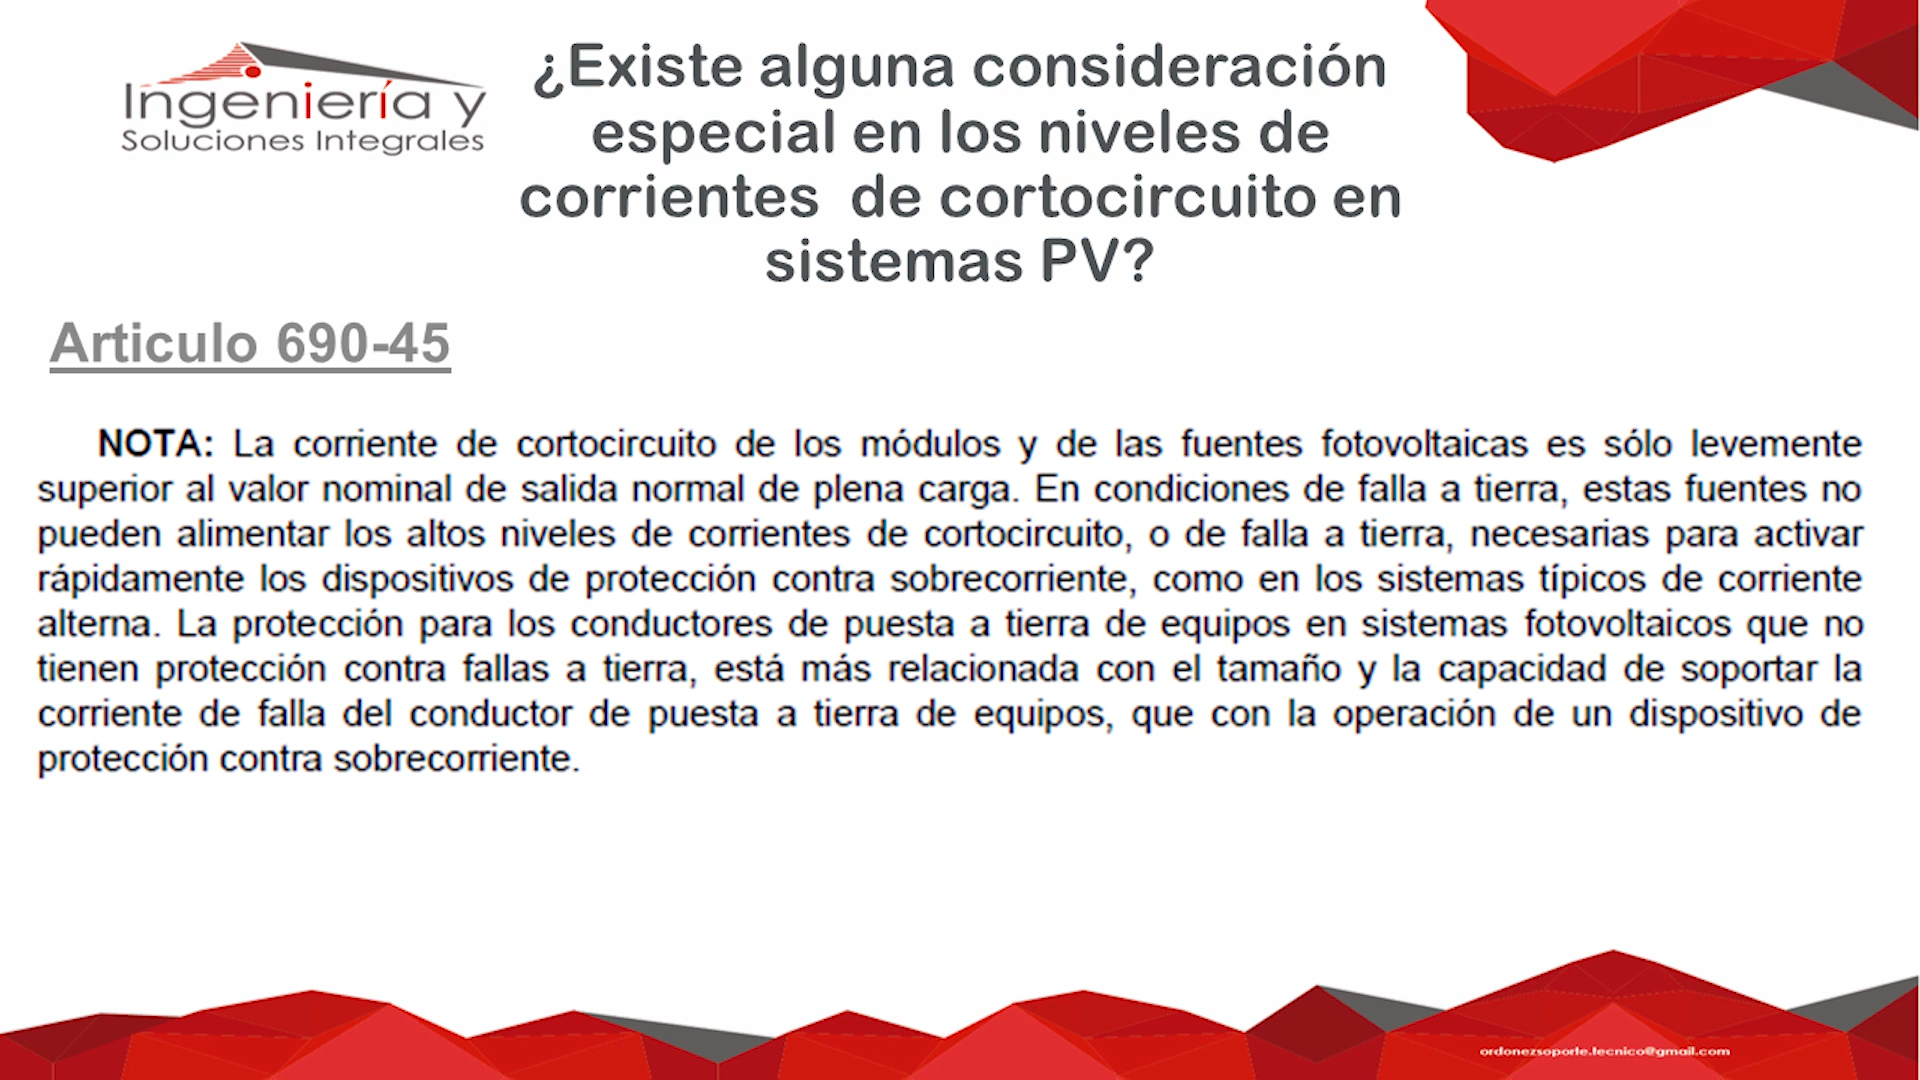 Ingeniería y
Soluciones Integrales
¿Existe alguna consideración
especial en los niveles de
corrientes  de cortocircuito en
sistemas PV?
Articulo 690-45
NOTA: La corriente de cortocircuito de los módulos y de las fuentes fotovoltaicas es sólo levemente
superior al valor nominal de salida normal de plena carga. En condiciones de falla a tierra, estas fuentes no
pueden alimentar los altos niveles de corrientes de cortocircuito, o de falla a tierra, necesarias para activar
rápidamente los dispositivos de protección contra sobrecorriente, como en los sistemas típicos de corriente
alterna. La protección para los conductores de puesta a tierra de equipos en sistemas fotovoltaicos que no
tienen protección contra fallas a tierra, está más relacionada con el tamaño y la capacidad de soportar la
corriente de falla del conductor de puesta a tierra de equipos, que con la operación de un dispositivo de
protección contra sobrecorriente.
ordonezsoporte.tecnico@gmail.com